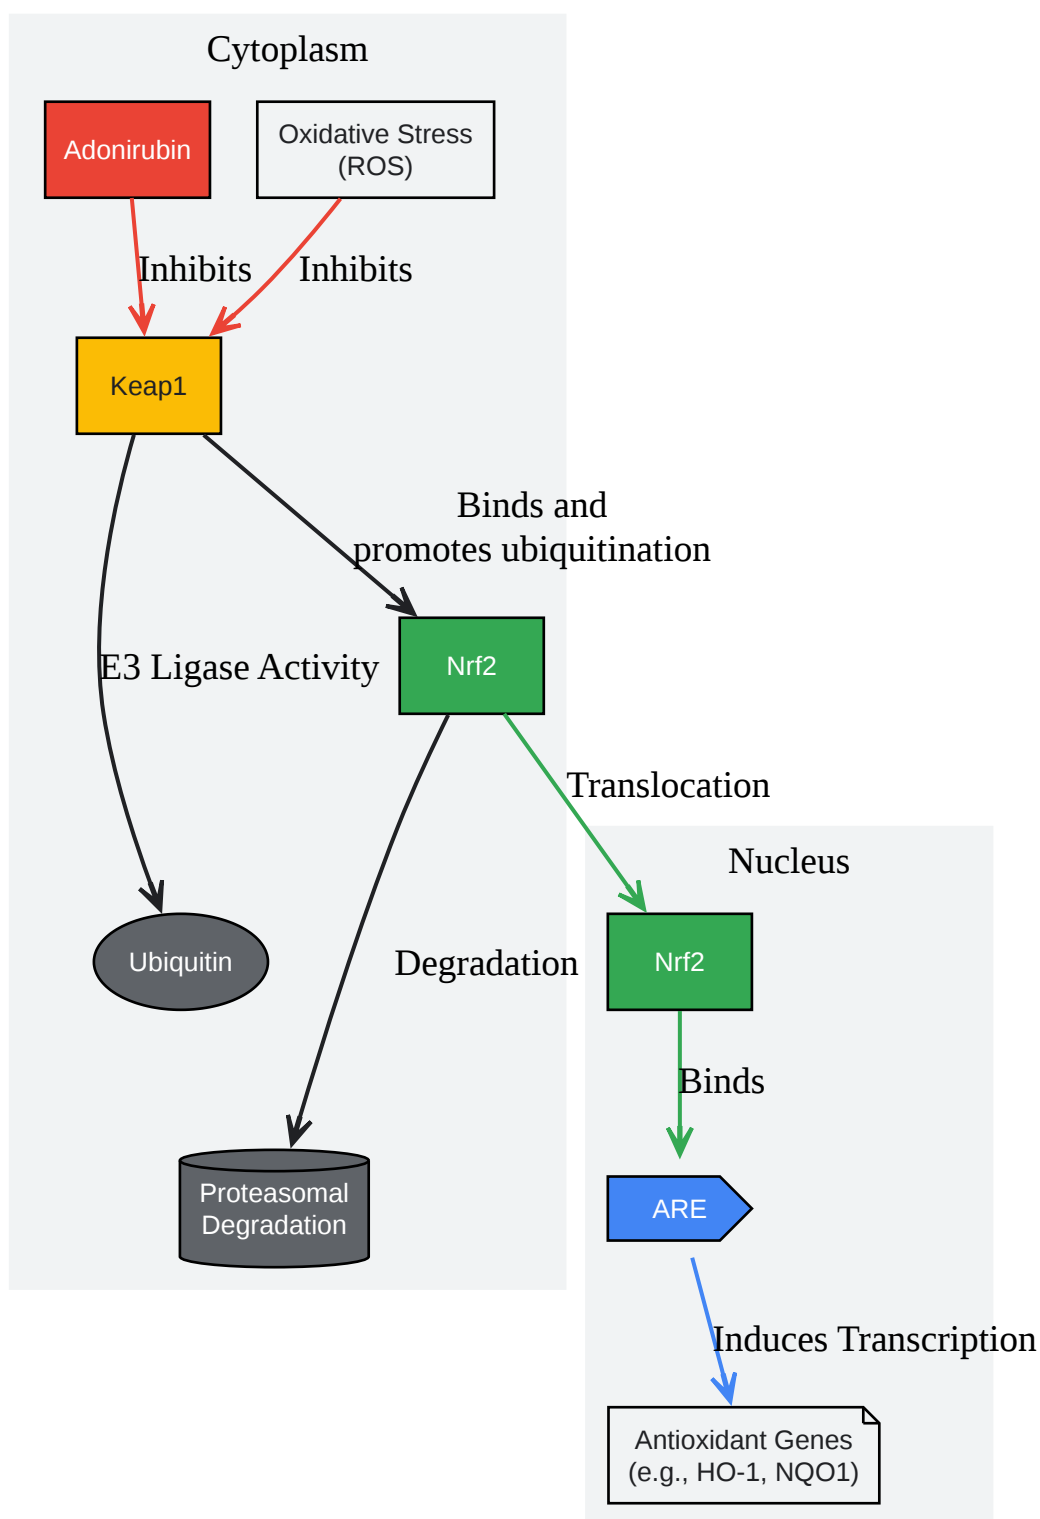 Cytoplasm
Adonirubin
Oxidative Stress
(ROS)
Inhibits
Inhibits
Keap1
Binds and
promotes ubiquitination
E3 Ligase Activity
Nrf2
Translocation
Nucleus
Ubiquitin
Degradation
Nrf2
Binds
Proteasomal
Degradation
ARE
Induces Transcription
Antioxidant Genes
(e.g., HO-1, NQO1)